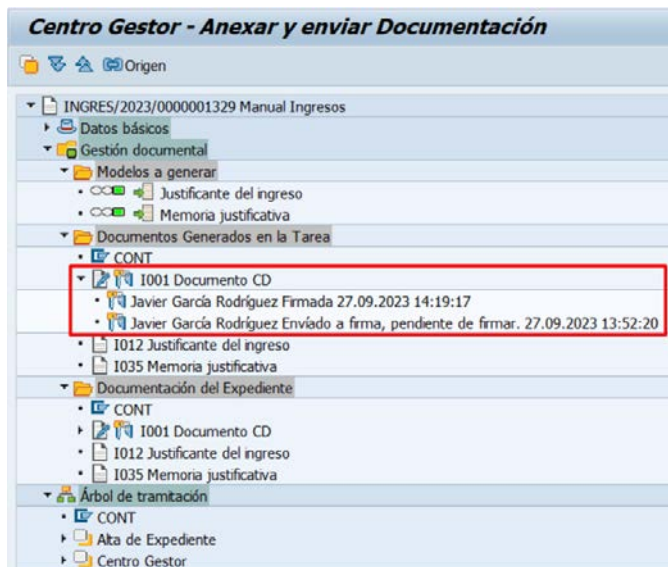 Centro Gestor - Anexar y enviar Documentación
Origen
INGRES/2023/0000001329 Manual Ingresos
Datos básicos
Gestión documental
Modelos a generar
Justificante del ingreso
Memoria justificativa
Documentos Generados en la Tarea
CONT
I001 Documento CD
Javier García Rodríguez Firmada 27.09.2023 14:19:17
Javier García Rodríguez Envíado a firma, pendiente de firmar. 27.09.2023 13:52:20
I012 Justificante del ingreso
I035 Memoria justificativa
Documentación del Expediente
CONT
I001 Documento CD
I012 Justificante del ingreso
I035 Memoria justificativa
Árbol de tramitación
CONT
Alta de Expediente
Centro Gestor